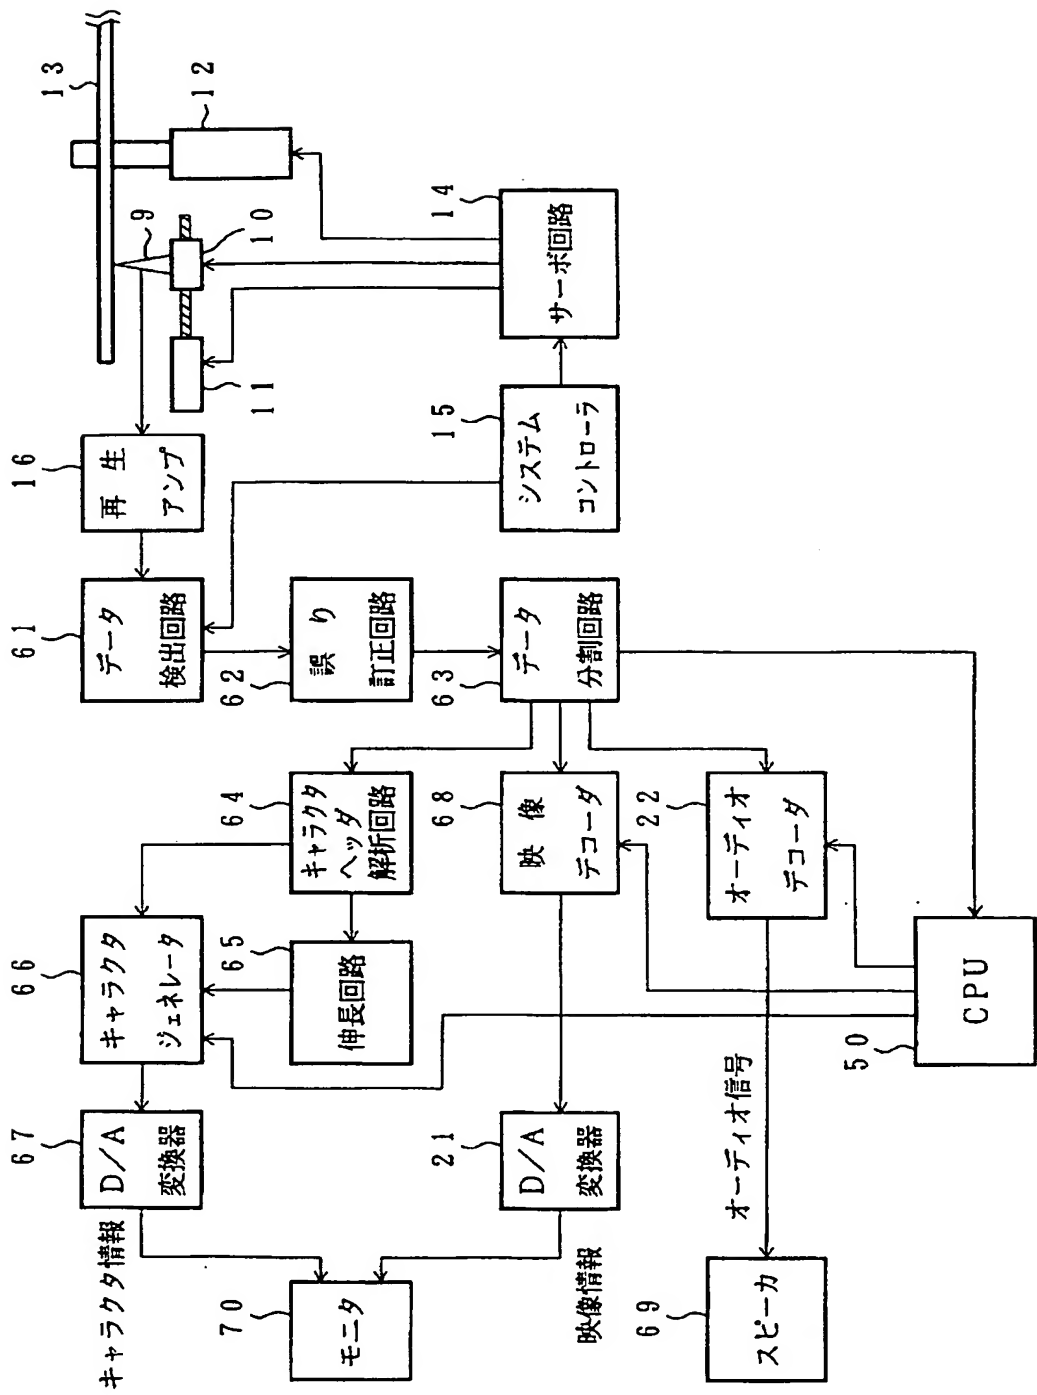 13
12
9
10
11
14
サーボ回路
15
システム
コントローラ
16
再生
アンプ
61
データ
検出回路
62
誤り
訂正回路
63
データ
分割回路
64
キャラクタ
ヘッダ
解析回路
65
伸長回路
66
キャラクタ
ジェネレータ
67
D/A
変換器
キャラクタ情報
68
映像
デコーダ
21
D/A
変換器
映像情報
70
モニタ
22
オーディオ
デコーダ
オーディオ信号
69
スピーカ
50
CPU